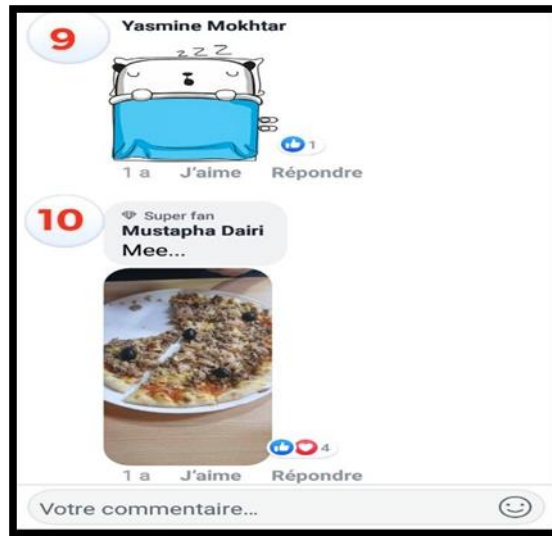 9
Yasmine Mokhtar
z Z Z
1
1 a J'aime Répondre
10
Super fan
Mustapha Dairi
Mee...
4
1 a J'aime Répondre
Votre commentaire...